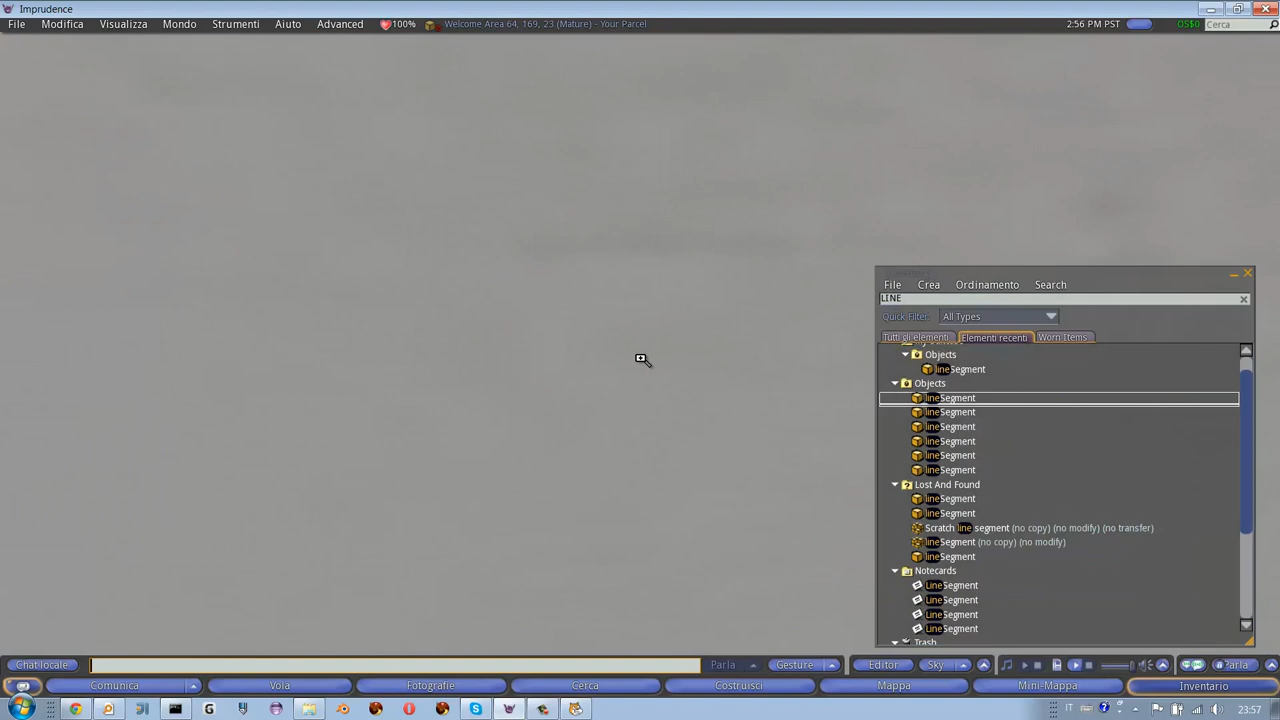 Imprudence
File Modifica Visualizza Mondo Strumenti Aiuto Advanced 100% Welcome Area 64, 169, 23 (Mature) - Your Parcel 2:56 PM PST OS$0 Cerca
File Crea Ordinamento Search
LINE
Quick Filter: All Types
Tutti gli elementi Elementi recenti Worn Items
Objects
lineSegment
Objects
lineSegment
lineSegment
lineSegment
lineSegment
lineSegment
lineSegment
Lost And Found
lineSegment
lineSegment
Scratch line segment (no copy) (no modify) (no transfer)
lineSegment (no copy) (no modify)
lineSegment
Notecards
LineSegment
LineSegment
LineSegment
LineSegment
Trash
Chat locale Parla Gesture Editor Sky Parla
Comunica Vola Fotografie Cerca Costruisci Mappa Mini-Mappa Inventario
IT 23:57